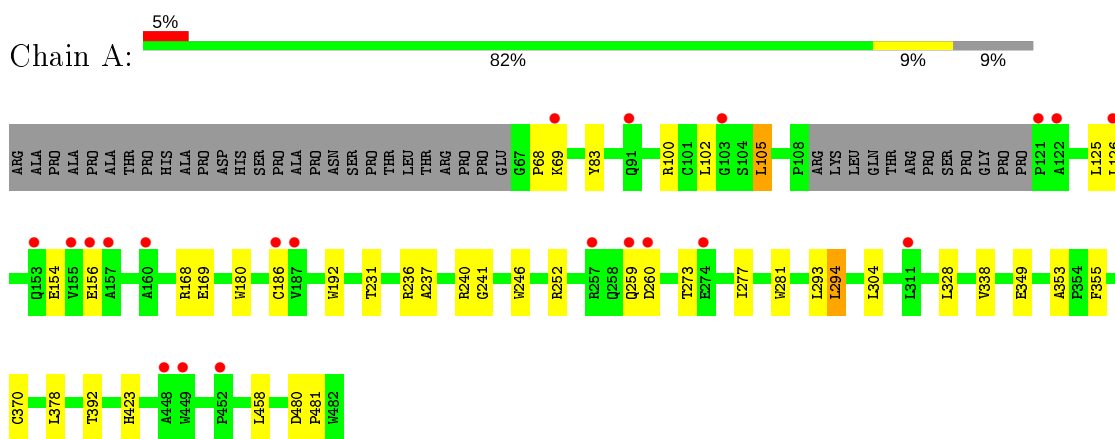 5%
Chain A:
82% 9% 9%
ARG ALA PRO ALA PRO ALA THR PRO HIS ALA PRO ASP HIS SER PRO PRO ALA PRO ASN SER PRO THR LEU THR ARG PRO PRO GLU G67 P68 K69 Y83 Q91 R100 C101 L102 G103 S104 L105 P108 ARG LYS LEU GLN THR ARG PRO SER PRO GLY PRO PRO P121 A122 L125 L126
Q153 E154 V155 E156 A157 A160 R168 E169 W180 C186 V187 W192 T231 R236 A237 R240 G241 W246 R252 R257 Q258 Q259 D260 T273 E274 I277 W281 L293 L294 L304 L311 L328 V338 E349 A353 P354 F355
C370 L378 T392 H423 A448 W449 P452 L458 D480 P481 W482